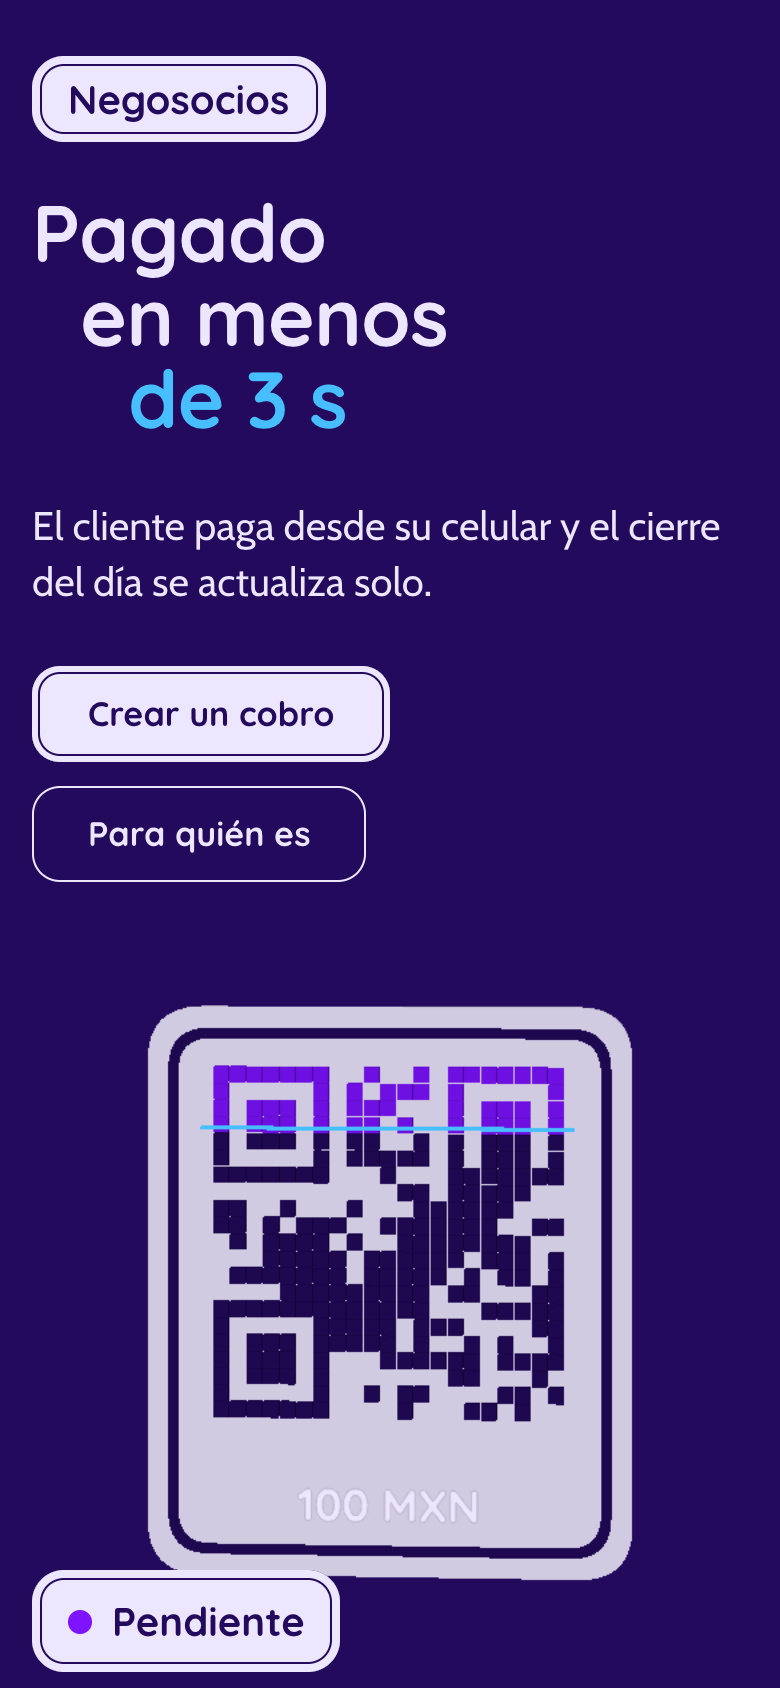 Negosocios
Pagado
en menos
de 3 s
El cliente paga desde su celular y el cierre
del día se actualiza solo.
Crear un cobro
Para quién es
100 MXN
Pendiente